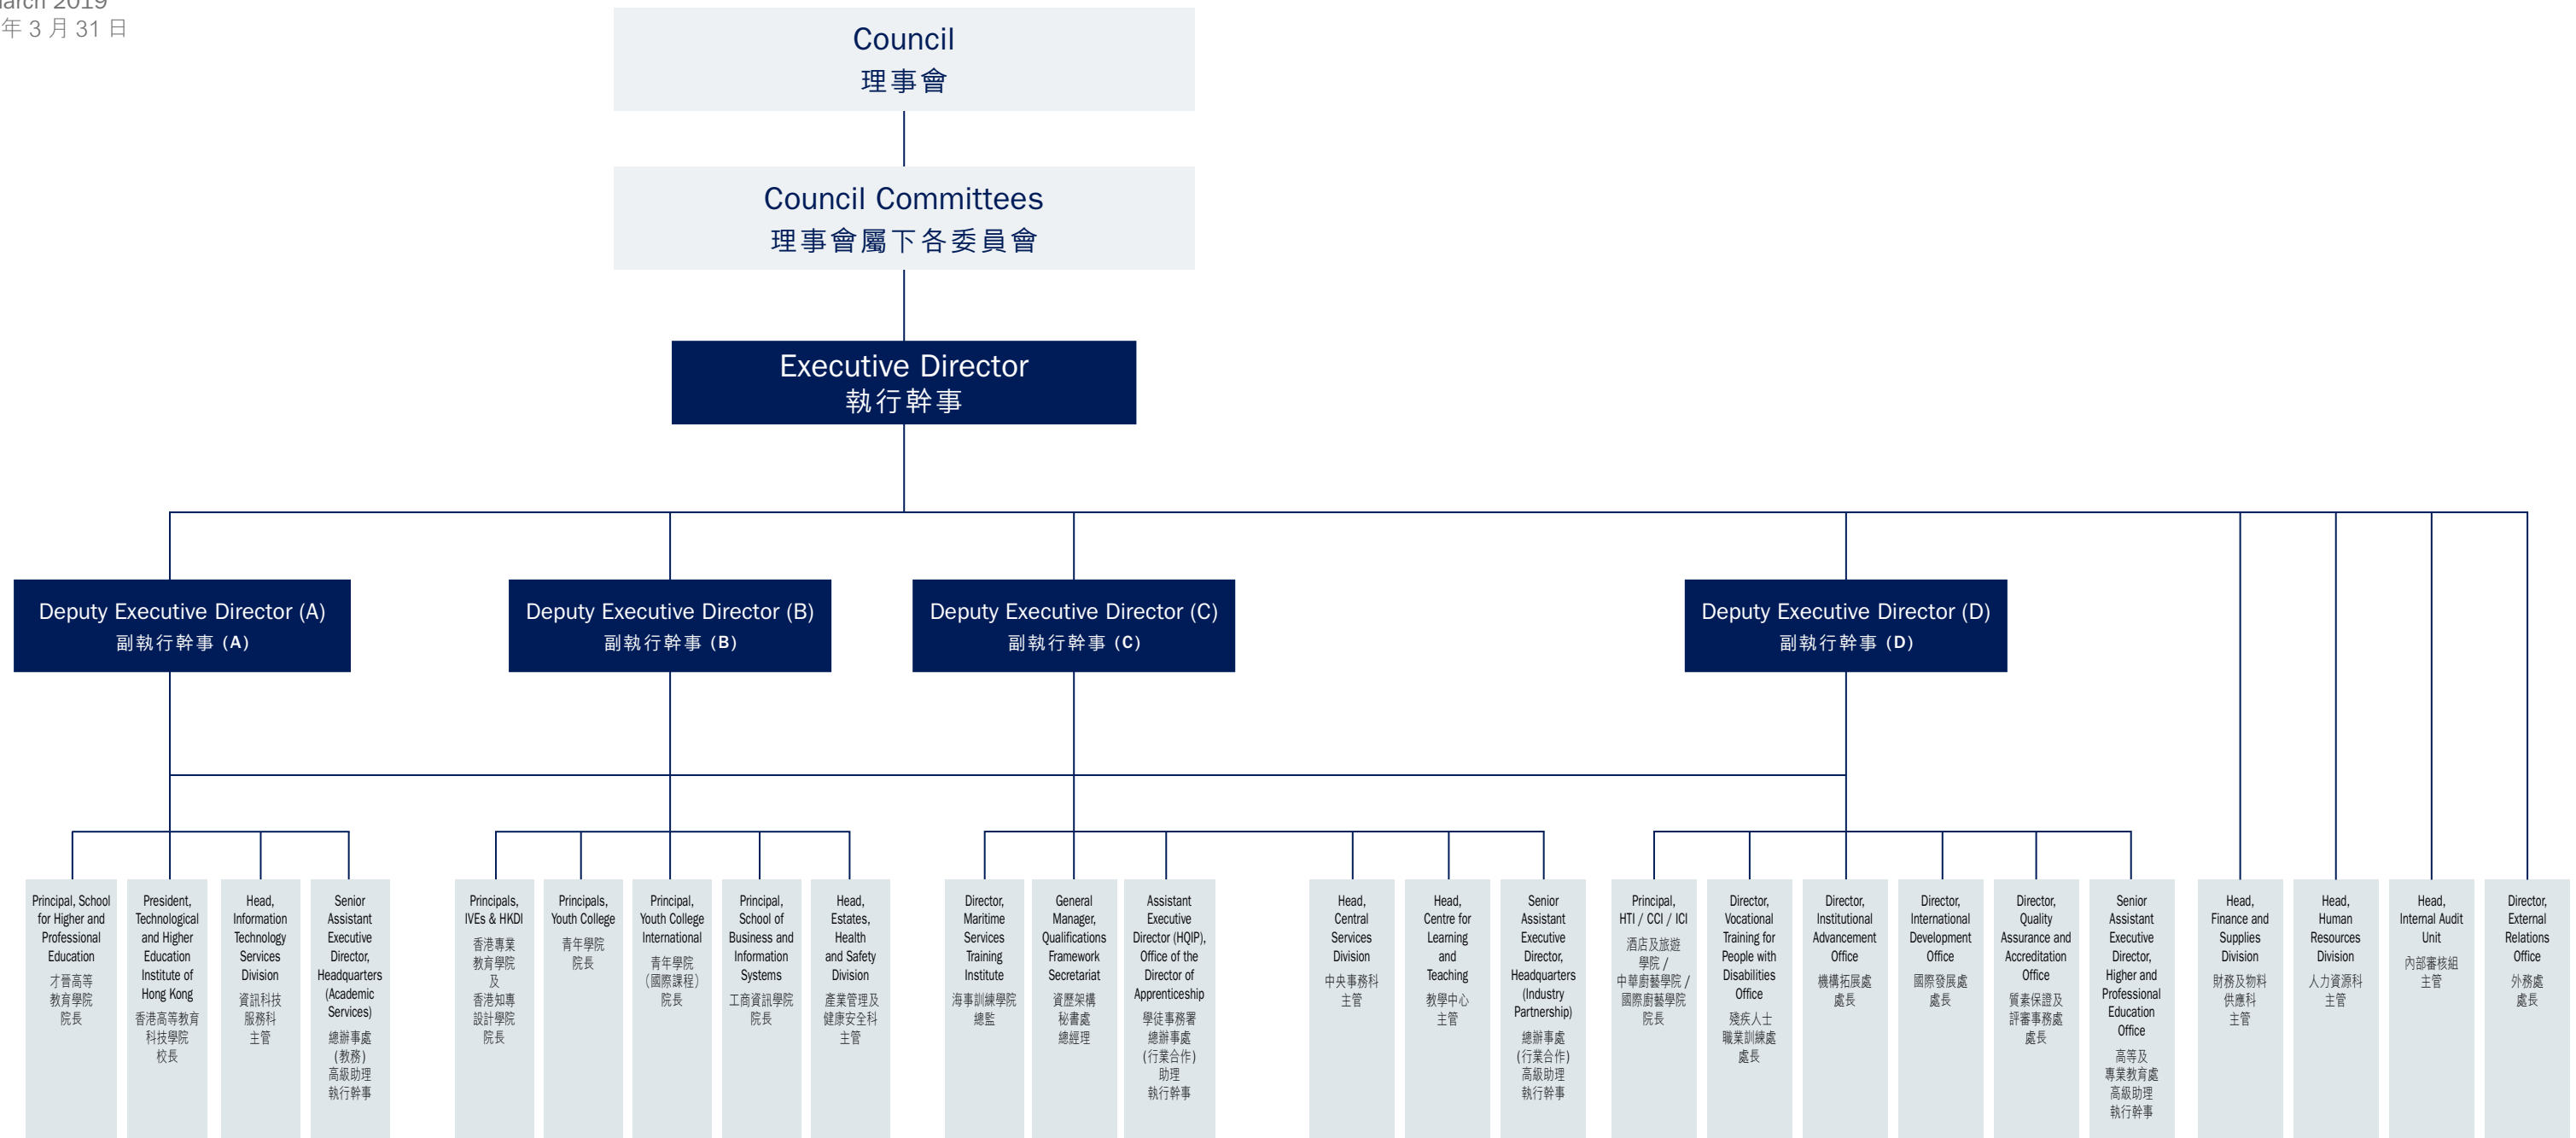 March 2019
年 3 月 31 日
Council
理事會
Council Committees
理事會屬下各委員會
Executive Director
執行幹事
Deputy Executive Director (A)
副執行幹事 (A)
Deputy Executive Director (B)
副執行幹事 (B)
Deputy Executive Director (C)
副執行幹事 (C)
Deputy Executive Director (D)
副執行幹事 (D)
Principal, School
for Higher and
Professional
Education
才晉高等
教育學院
院長
President,
Technological
and Higher
Education
Institute of
Hong Kong
香港高等教育
科技學院
校長
Head,
Information
Technology
Services
Division
資訊科技
服務科
主管
Senior
Assistant
Executive
Director,
Headquarters
(Academic
Services)
總辦事處
(教務)
高級助理
執行幹事
Principals,
IVEs & HKDI
香港專業
教育學院
及
香港知專
設計學院
院長
Principals,
Youth College
青年學院
院長
Principal,
Youth College
International
青年學院
（國際課程）
院長
Principal,
School of
Business and
Information
Systems
工商資訊學院
院長
Head,
Estates,
Health
and Safety
Division
產業管理及
健康安全科
主管
Director,
Maritime
Services
Training
Institute
海事訓練學院
總監
General
Manager,
Qualifications
Framework
Secretariat
資歷架構
秘書處
總經理
Assistant
Executive
Director (HQIP),
Office of the
Director of
Apprenticeship
學徒事務署
總辦事處
(行業合作)
助理
執行幹事
Head,
Central
Services
Division
中央事務科
主管
Head,
Centre for
Learning
and
Teaching
教學中心
主管
Senior
Assistant
Executive
Director,
Headquarters
(Industry
Partnership)
總辦事處
(行業合作)
高級助理
執行幹事
Principal,
HTI / CCI / ICI
酒店及旅遊
學院 /
中華廚藝學院 /
國際廚藝學院
院長
Director,
Vocational
Training for
People with
Disabilities
Office
殘疾人士
職業訓練處
處長
Director,
Institutional
Advancement
Office
機構拓展處
處長
Director,
International
Development
Office
國際發展處
處長
Director,
Quality
Assurance and
Accreditation
Office
質素保證及
評審事務處
處長
Senior
Assistant
Executive
Director,
Higher and
Professional
Education
Office
高等及
專業教育處
高級助理
執行幹事
Head,
Finance and
Supplies
Division
財務及物料
供應科
主管
Head,
Human
Resources
Division
人力資源科
主管
Head,
Internal Audit
Unit
內部審核組
主管
Director,
External
Relations
Office
外務處
處長